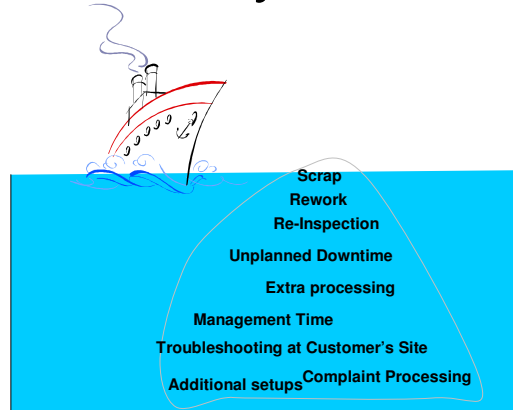 Scrap
Rework
Re-Inspection
Unplanned Downtime
Extra processing
Management Time
Troubleshooting at Customer's Site
Additional setups Complaint Processing